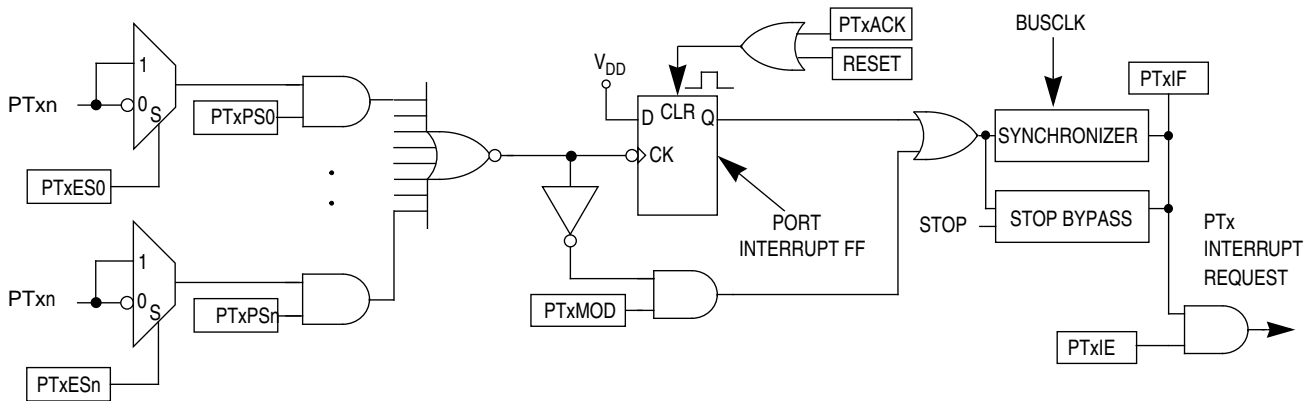 PTxn
1
0
S
PTxES0
PTxPS0
PTxn
1
0
S
PTxESn
PTxPSn
V DD
D
CLR
Q
CK
PTxACK
RESET
PORT
INTERRUPT FF
PTxMOD
BUSCLK
SYNCHRONIZER
STOP
STOP BYPASS
PTxIF
PTx
INTERRUPT
REQUEST
PTxIE